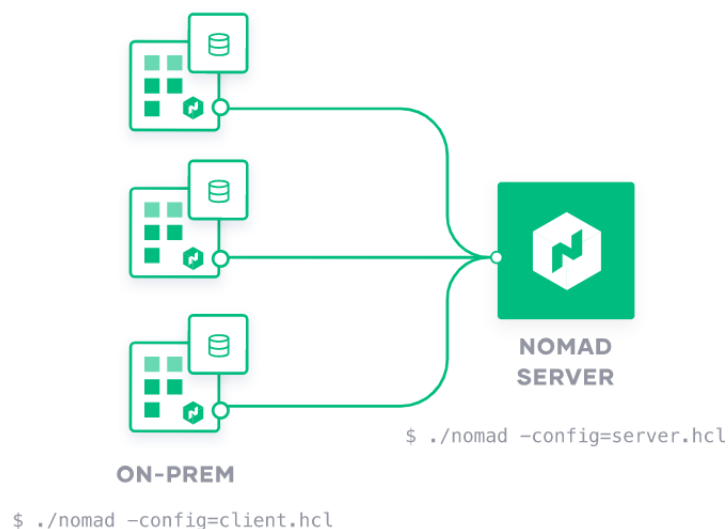 NOMAD
SERVER
$ ./nomad –config=server.hcl
ON-PREM
$ ./nomad –config=client.hcl